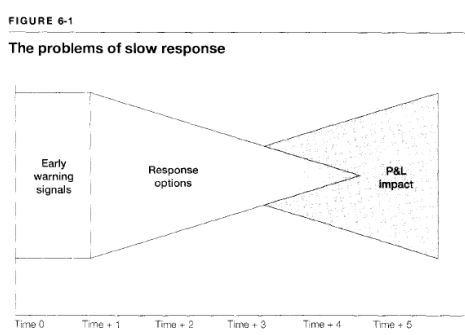 FIGURE 6-1
The problems of slow response
Early
warning
signals
Response
options
P&L
impact
Time 0 Time + 1 Time + 2 Time + 3 Time + 4 Time + 5